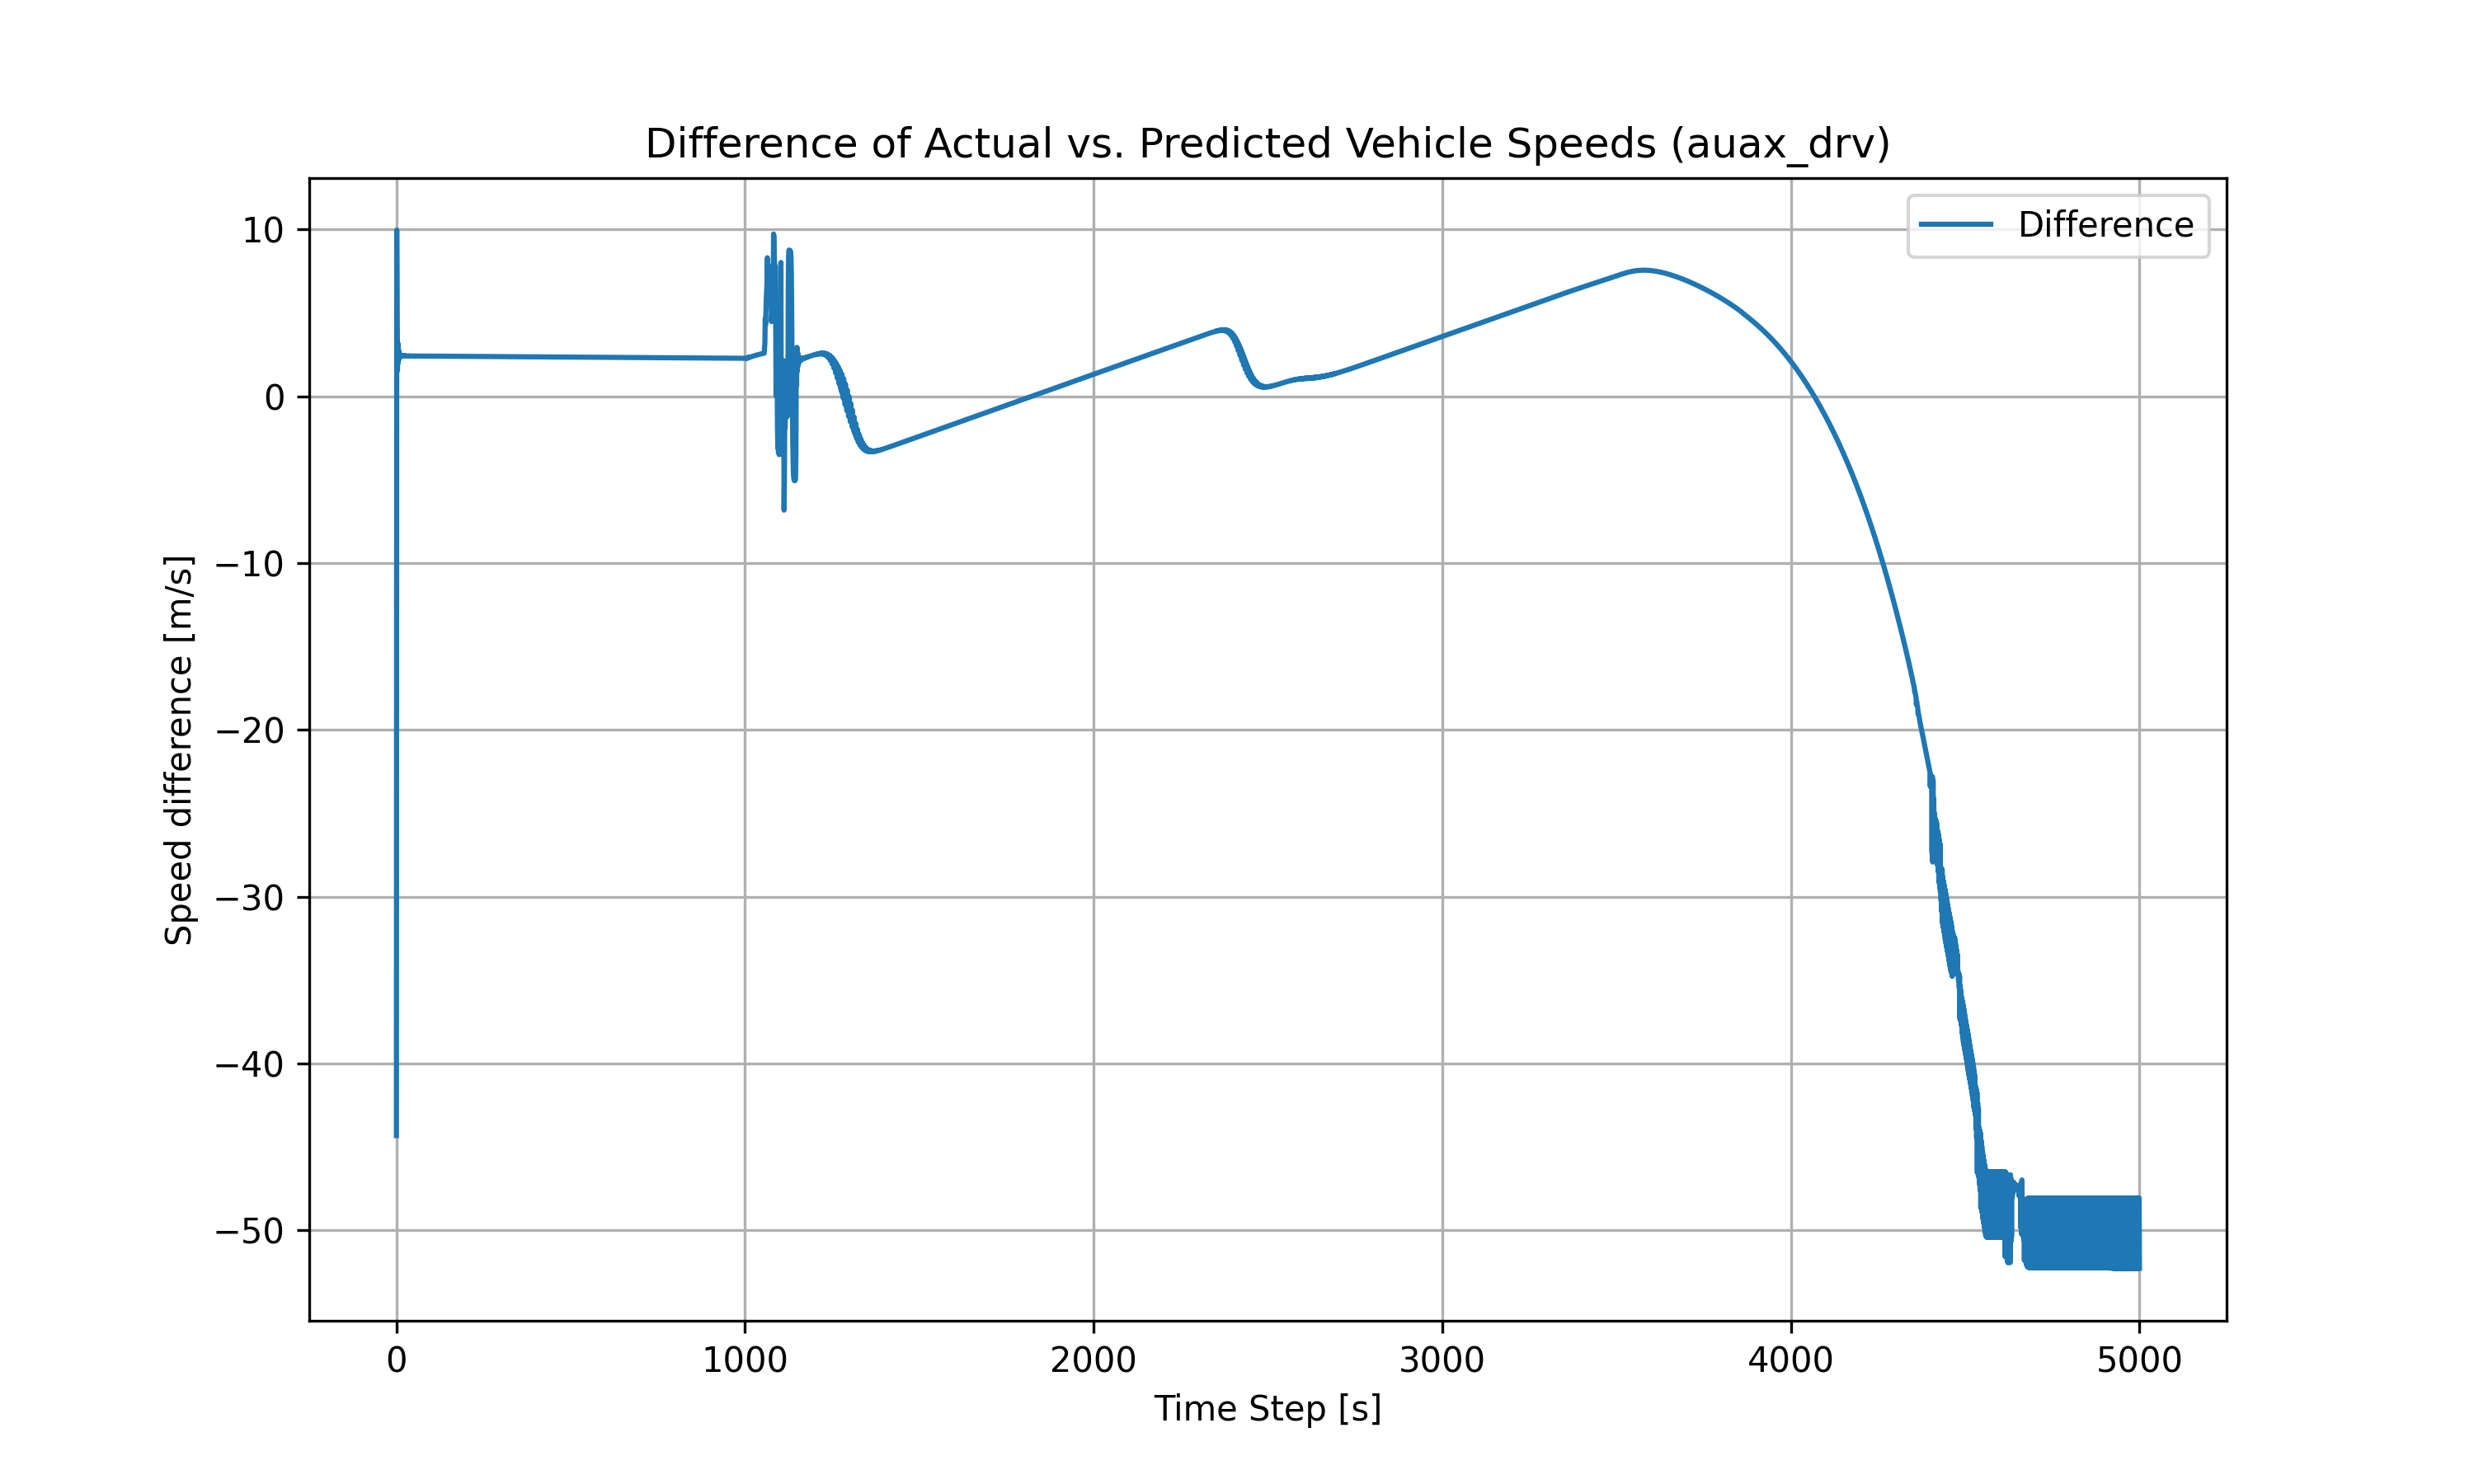 Difference of Actual vs. Predicted Vehicle Speeds (auax_drv)
Difference
10
0
−10
−20
−30
−40
−50
Speed difference [m/s]
0 1000 2000 3000 4000 5000
Time Step [s]